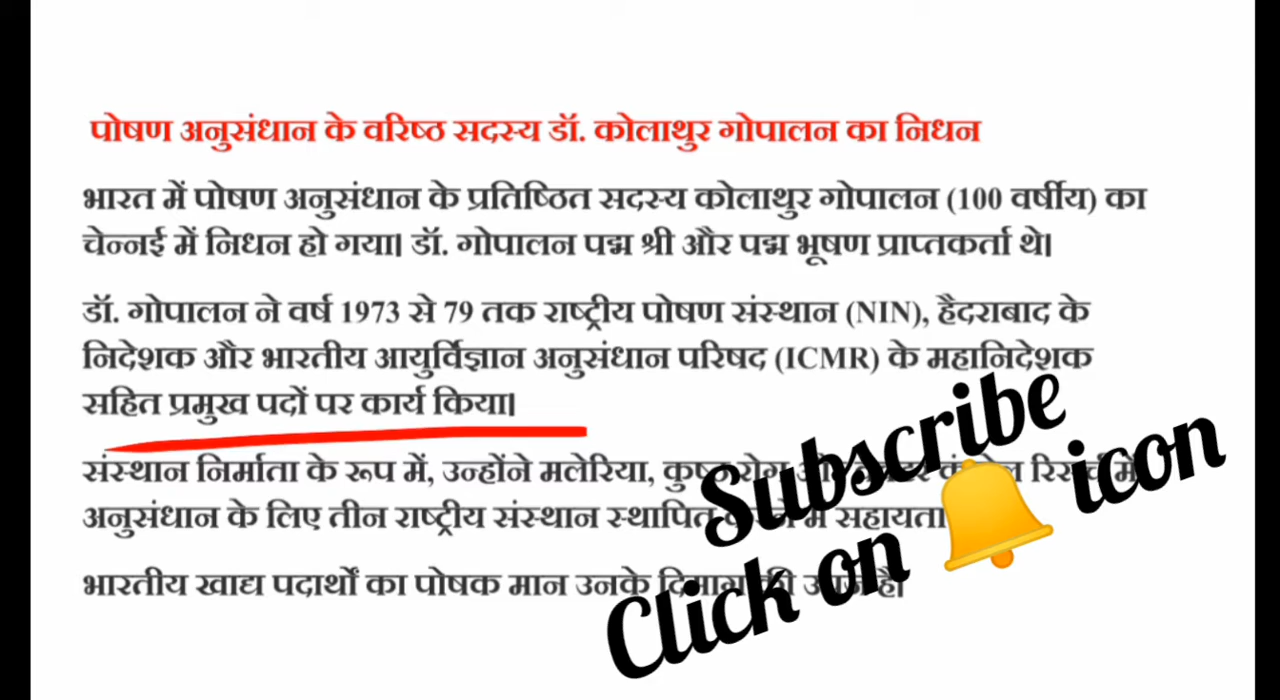 पोषण अनुसंधान के वरिष्ठ सदस्य डॉ. कोलाथुर गोपालन का निधन
भारत में पोषण अनुसंधान के प्रतिष्ठित सदस्य कोलाथुर गोपालन (100 वर्षीय) का
चेन्नई में निधन हो गया। डॉ. गोपालन पद्म श्री और पद्म भूषण प्राप्तकर्ता थे।
डॉ. गोपालन ने वर्ष 1973 से 79 तक राष्ट्रीय पोषण संस्थान (NIN), हैदराबाद के
निदेशक और भारतीय आयुर्विज्ञान अनुसंधान परिषद (ICMR) के महानिदेशक
सहित प्रमुख पदों पर कार्य किया।
संस्थान निर्माता के रूप में, उन्होंने मलेरिया, कुष्ठ रोग में
अनुसंधान के लिए तीन राष्ट्रीय संस्थान स्थापित में सहायता
भारतीय खाद्य पदार्थों का पोषक मान उनके दिमाग की है।
Subscribe
Click on 🔔 icon